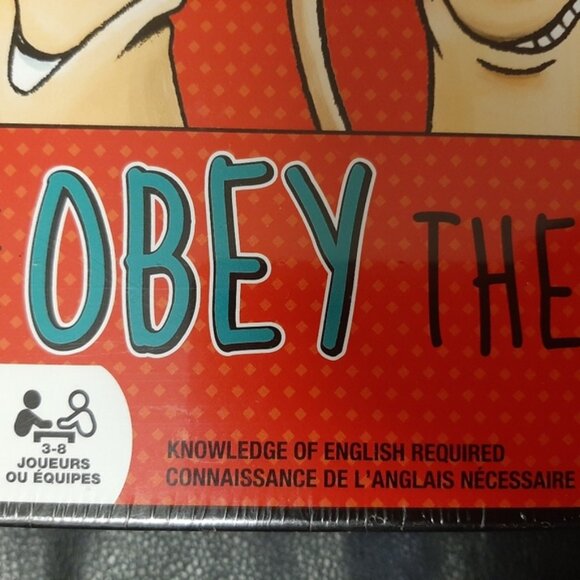 OBEY THE
3-8
JOUEURS
OU ÉQUIPES
KNOWLEDGE OF ENGLISH REQUIRED
CONNAISSANCE DE L'ANGLAIS NÉCESSAIRE